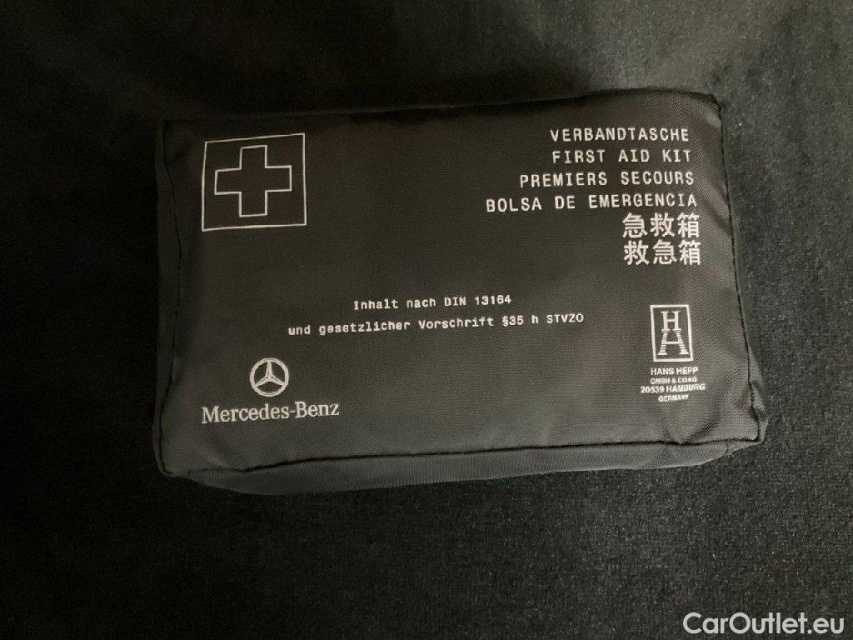 VERBANDTASCHE
FIRST AID KIT
PREMIERS SECOURS
BOLSA DE EMERGENCIA
急救箱
救急箱
Inhalt nach DIN 13164
und gesetzlicher Vorschrift §35 h STVZO
Mercedes-Benz
HA
HANS HEPP
GMBH & CO.KG
20539 HAMBURG
GERMANY
CarOutlet.eu